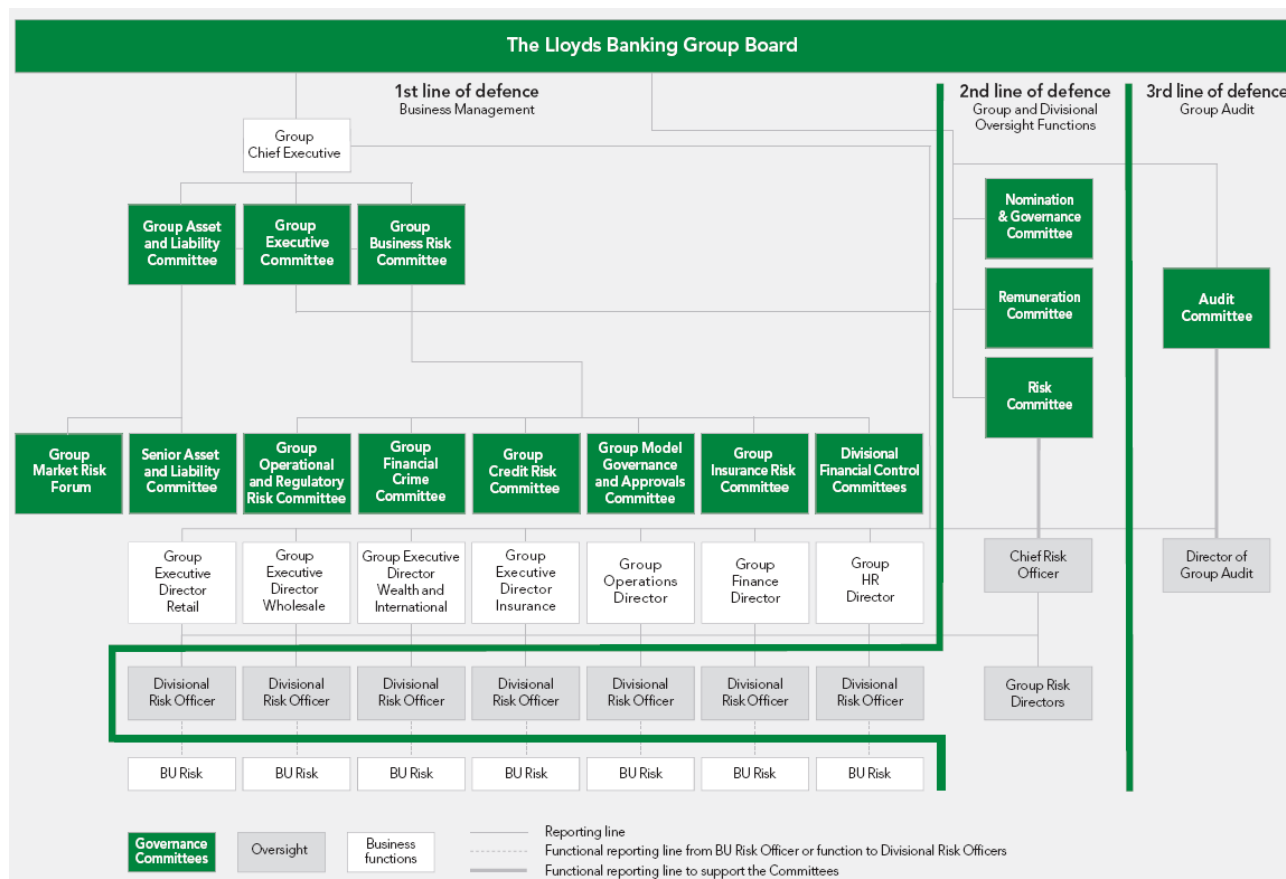 The Lloyds Banking Group Board
1st line of defence
Business Management
2nd line of defence
Group and Divisional
Oversight Functions
3rd line of defence
Group Audit
Group
Chief Executive
Group Asset
and Liability
Committee
Group
Executive
Committee
Group
Business Risk
Committee
Nomination
& Governance
Committee
Remuneration
Committee
Risk
Committee
Audit
Committee
Group
Market Risk
Forum
Senior Asset
and Liability
Committee
Group
Operational
and Regulatory
Risk Committee
Group
Financial
Crime
Committee
Group
Credit Risk
Committee
Group Model
Governance
and Approvals
Committee
Group
Insurance Risk
Committee
Divisional
Financial Control
Committees
Group
Executive
Director
Retail
Group
Executive
Director
Wholesale
Group Executive
Director
Wealth and
International
Group
Executive
Director
Insurance
Group
Operations
Director
Group
Finance
Director
Group
HR
Director
Chief Risk
Officer
Director of
Group Audit
Divisional
Risk Officer
Divisional
Risk Officer
Divisional
Risk Officer
Divisional
Risk Officer
Divisional
Risk Officer
Divisional
Risk Officer
Divisional
Risk Officer
Group Risk
Directors
BU Risk
BU Risk
BU Risk
BU Risk
BU Risk
BU Risk
BU Risk
Governance
Committees
Oversight
Business
functions
Reporting line
Functional reporting line from BU Risk Officer or function to Divisional Risk Officers
Functional reporting line to support the Committees